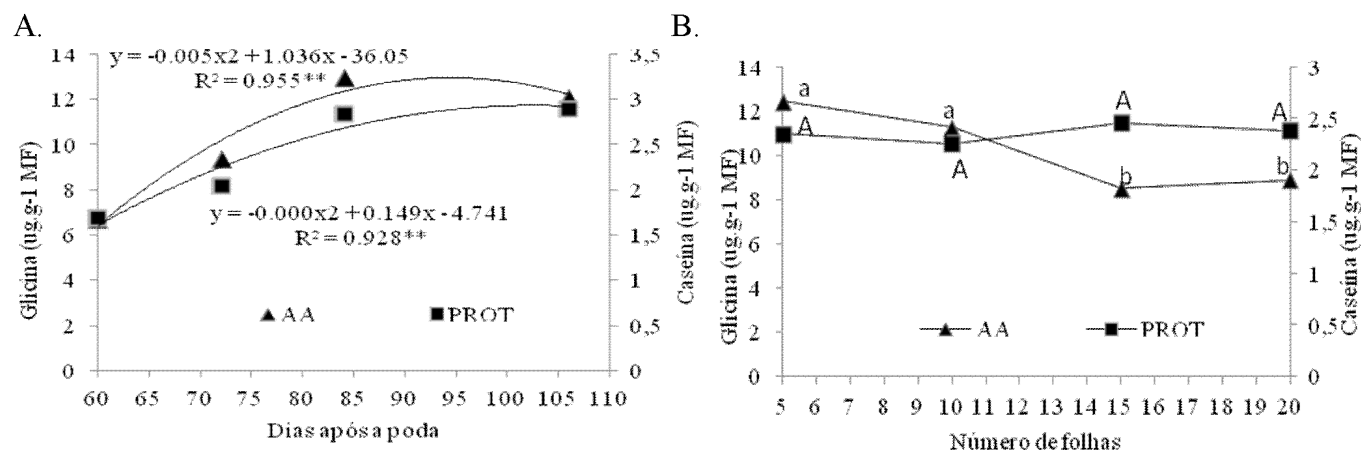 A.
y = -0.005x2 + 1.036x - 36.05
R² = 0.955**
14
12
10
8
6
4
2
0
Glicina (ug.g-1 MF)
3,5
3
2,5
2
1,5
1
0,5
0
Caseína (ug.g-1 MF)
y = -0.000x2 + 0.149x - 4.741
R² = 0.928**
AA
PROT
60 65 70 75 80 85 90 95 100 105 110
Dias após a poda
B.
14
12
10
8
6
4
2
0
Glicina (ug.g-1 MF)
3
2,5
2
1,5
1
0,5
0
Caseína (ug.g-1 MF)
a a b b
A A A A
AA
PROT
5 6 7 8 9 10 11 12 13 14 15 16 17 18 19 20
Número de folhas